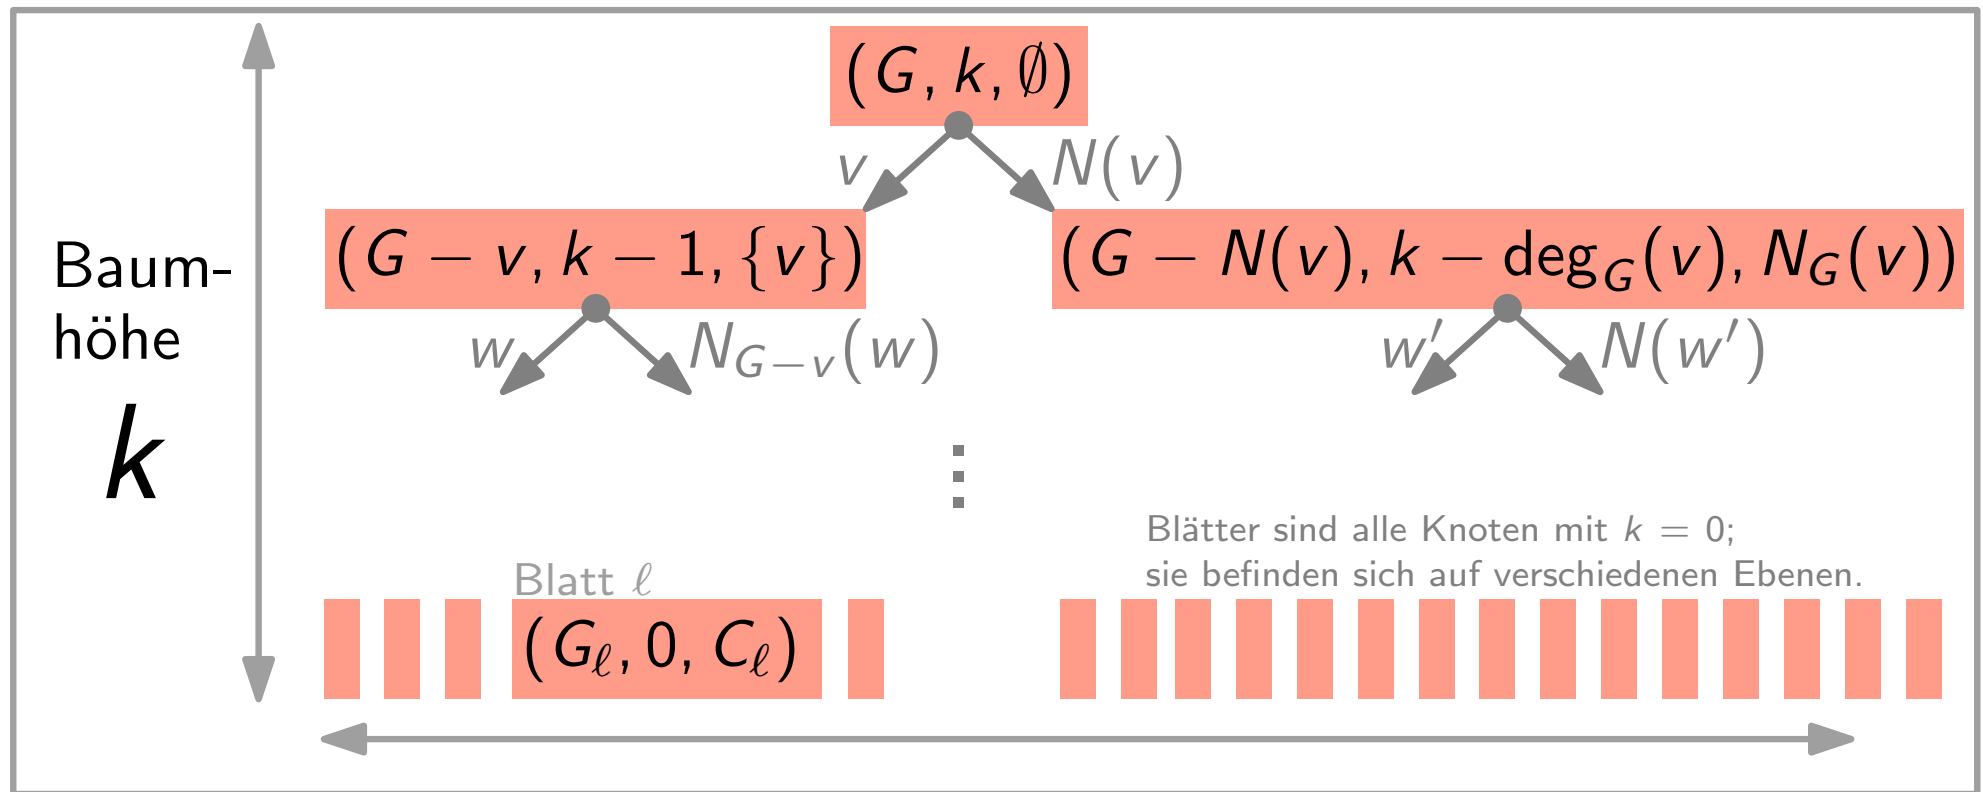 (G, k, ∅)
v N(v)
(G − v, k − 1, {v}) (G − N(v), k − deg_G(v), N_G(v))
Baum-
höhe
k
w N_{G−v}(w) w′ N(w′)
⋮
Blätter sind alle Knoten mit k = 0;
sie befinden sich auf verschiedenen Ebenen.
Blatt ℓ
(G_ℓ, 0, C_ℓ)